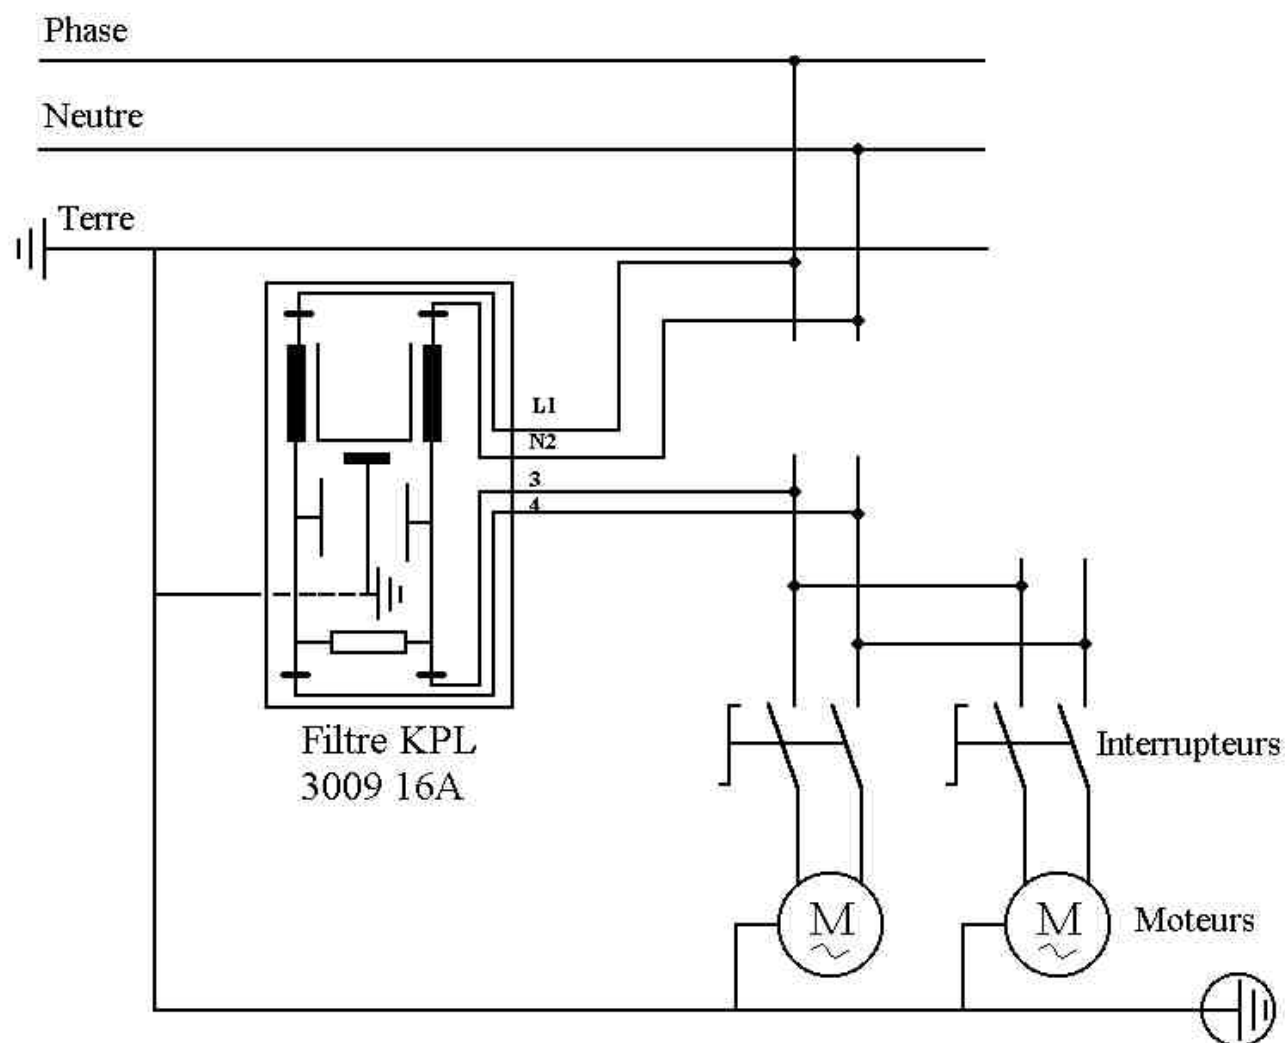 Phase
Neutre
Terre
L1
N2
3
4
Filtre KPL
3009 16A
Interrupteurs
M
M
Moteurs